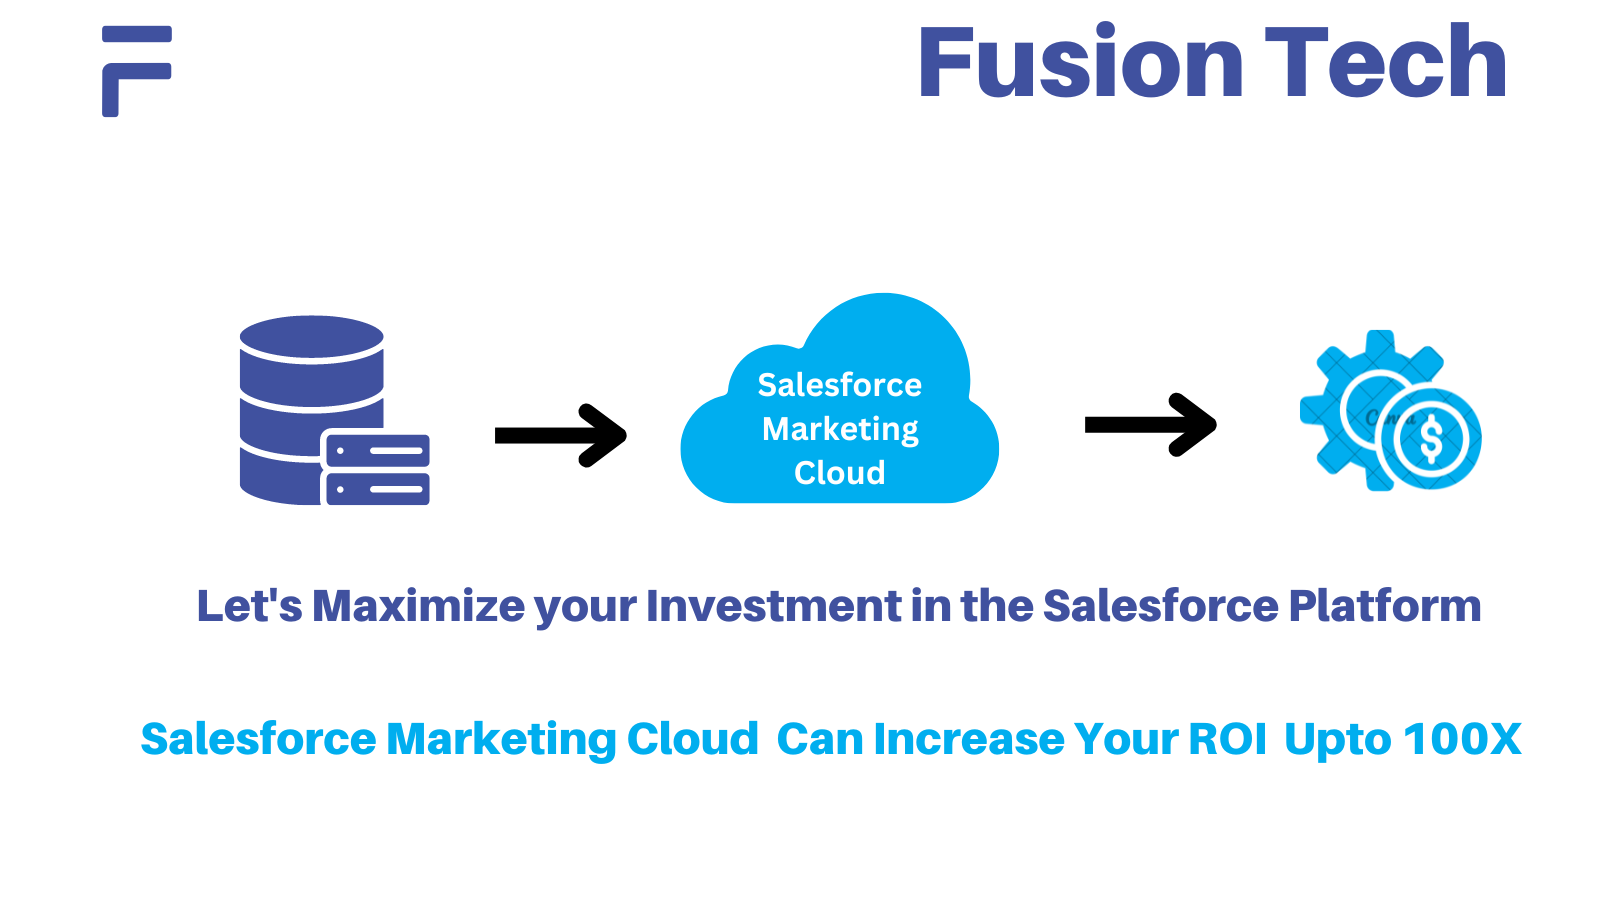 Fusion Tech
Salesforce
Marketing
Cloud
$
Let's Maximize your Investment in the Salesforce Platform
Salesforce Marketing Cloud Can Increase Your ROI Upto 100X